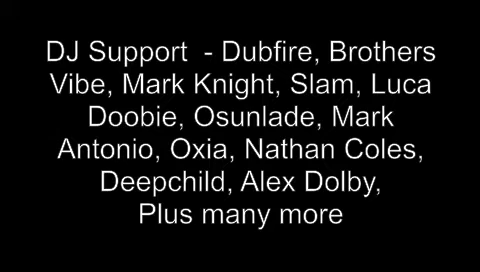 DJ Support  - Dubfire, Brothers
Vibe, Mark Knight, Slam, Luca
Doobie, Osunlade, Mark
Antonio, Oxia, Nathan Coles,
Deepchild, Alex Dolby,
Plus many more